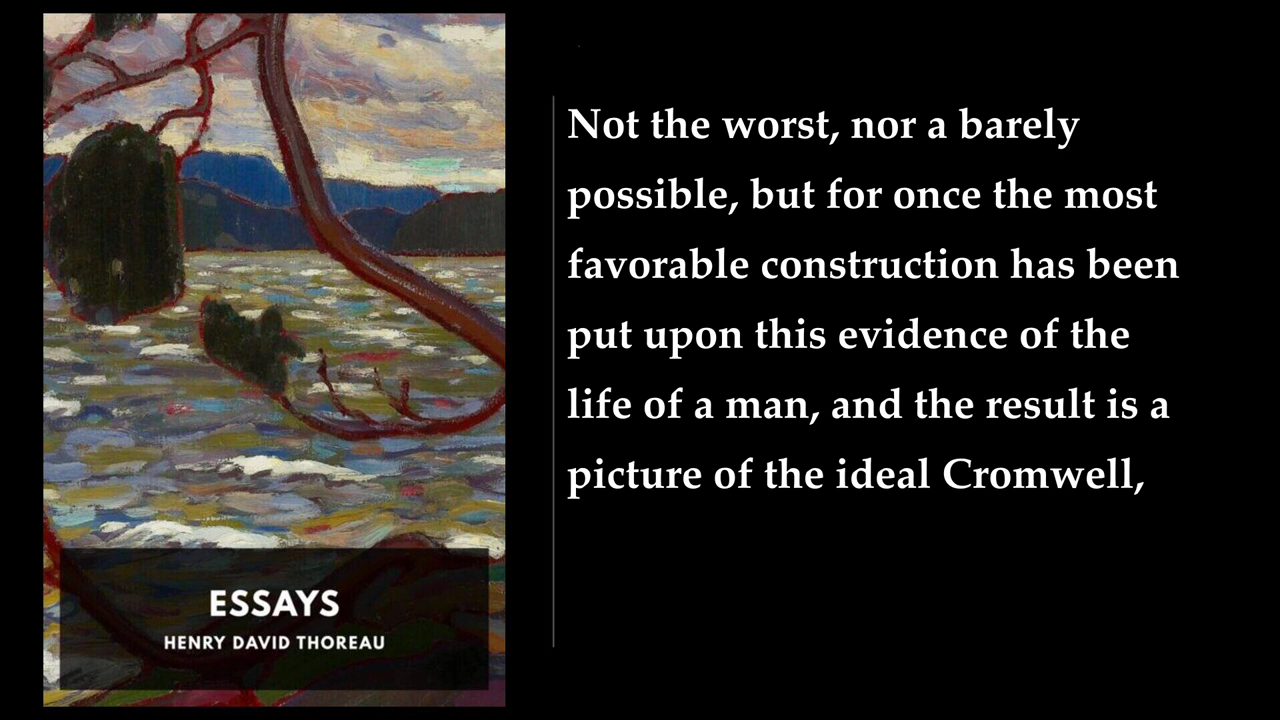 ESSAYS
HENRY DAVID THOREAU
Not the worst, nor a barely
possible, but for once the most
favorable construction has been
put upon this evidence of the
life of a man, and the result is a
picture of the ideal Cromwell,